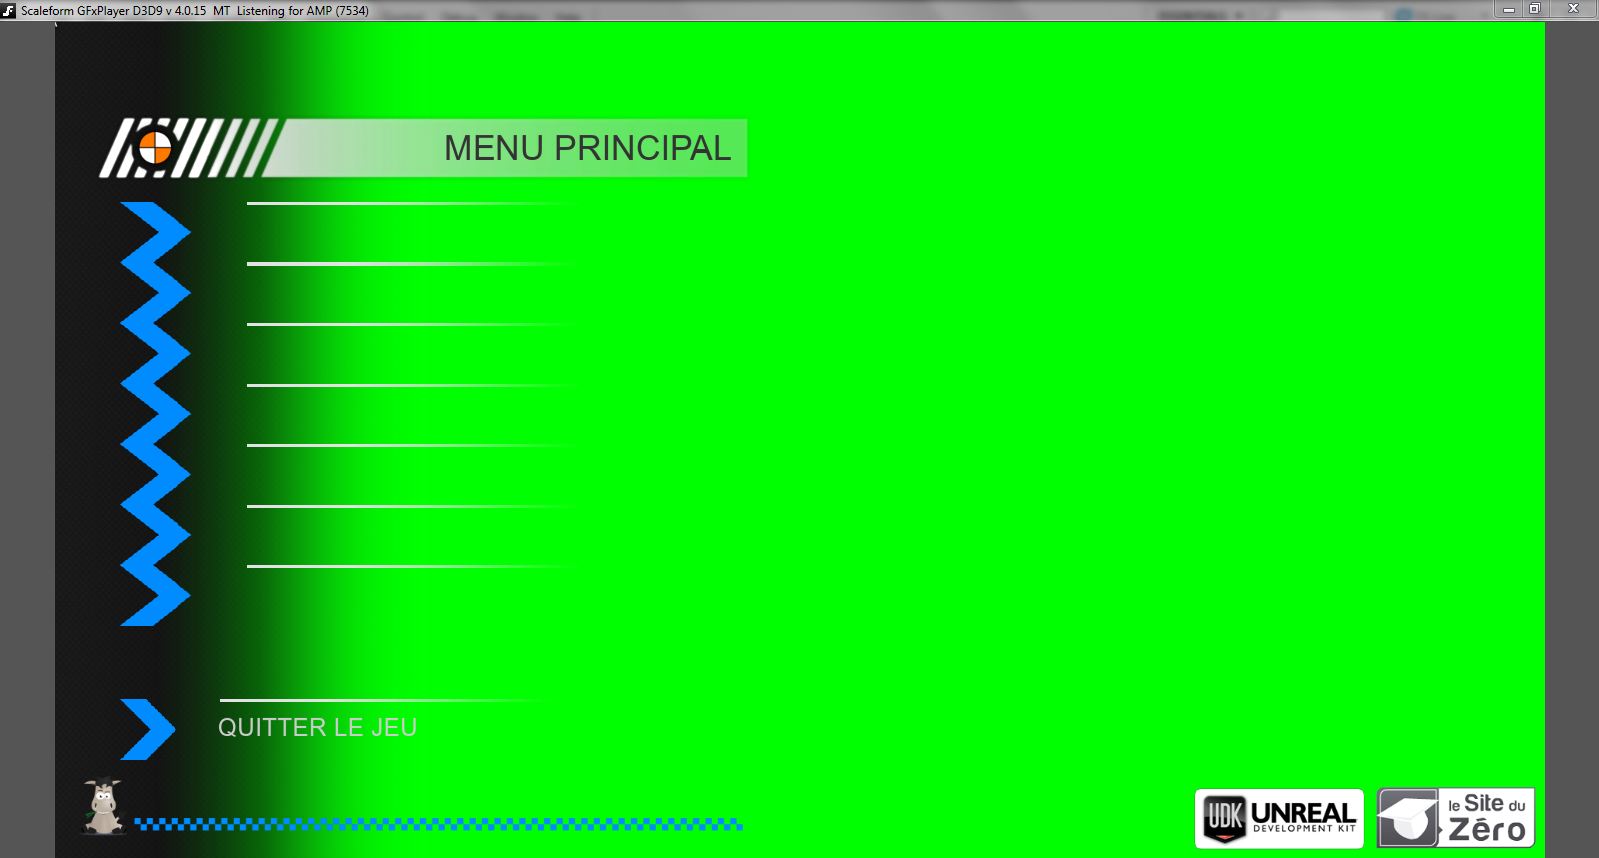 Scaleform GFxPlayer D3D9 v 4.0.15 MT Listening for AMP (7534)
MENU PRINCIPAL
QUITTER LE JEU
UDK UNREAL
DEVELOPMENT KIT
le Site du
Zéro